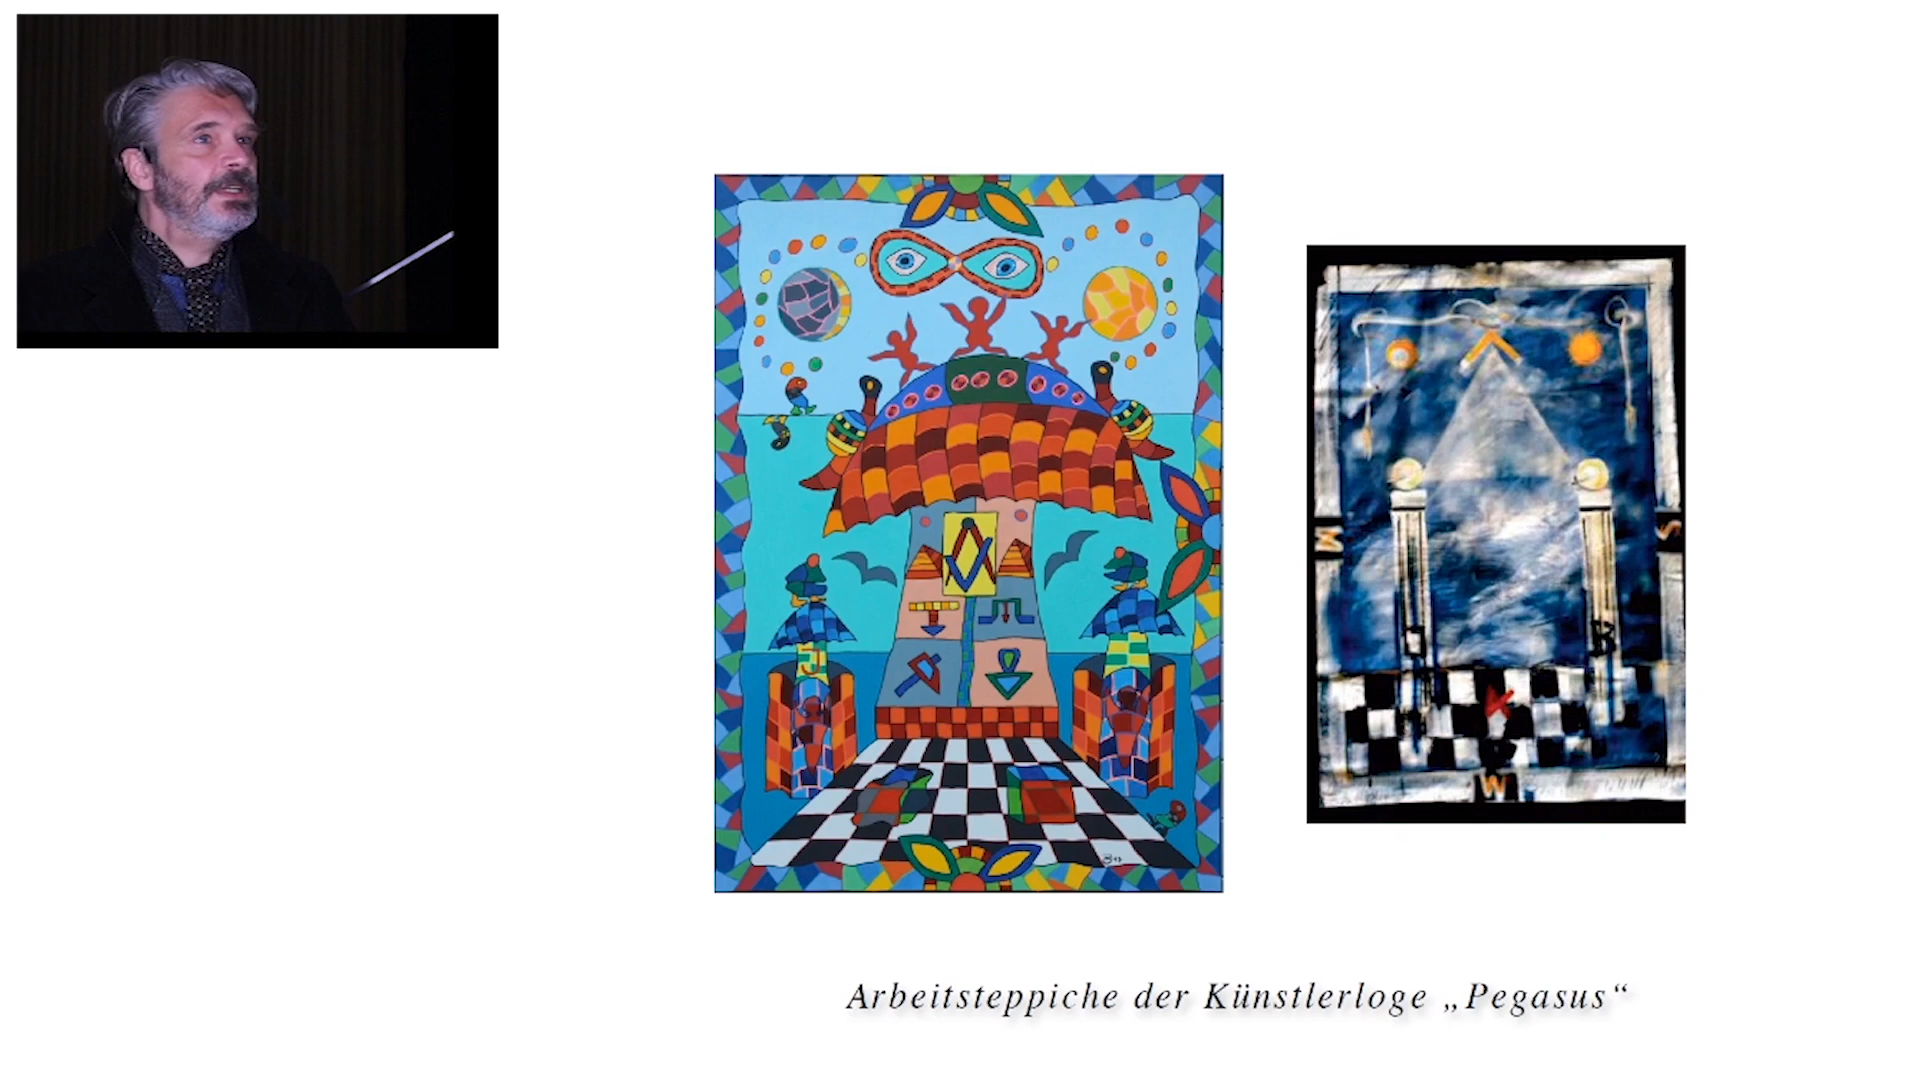 J
B
W
Arbeitsteppiche der Künstlerloge „Pegasus“